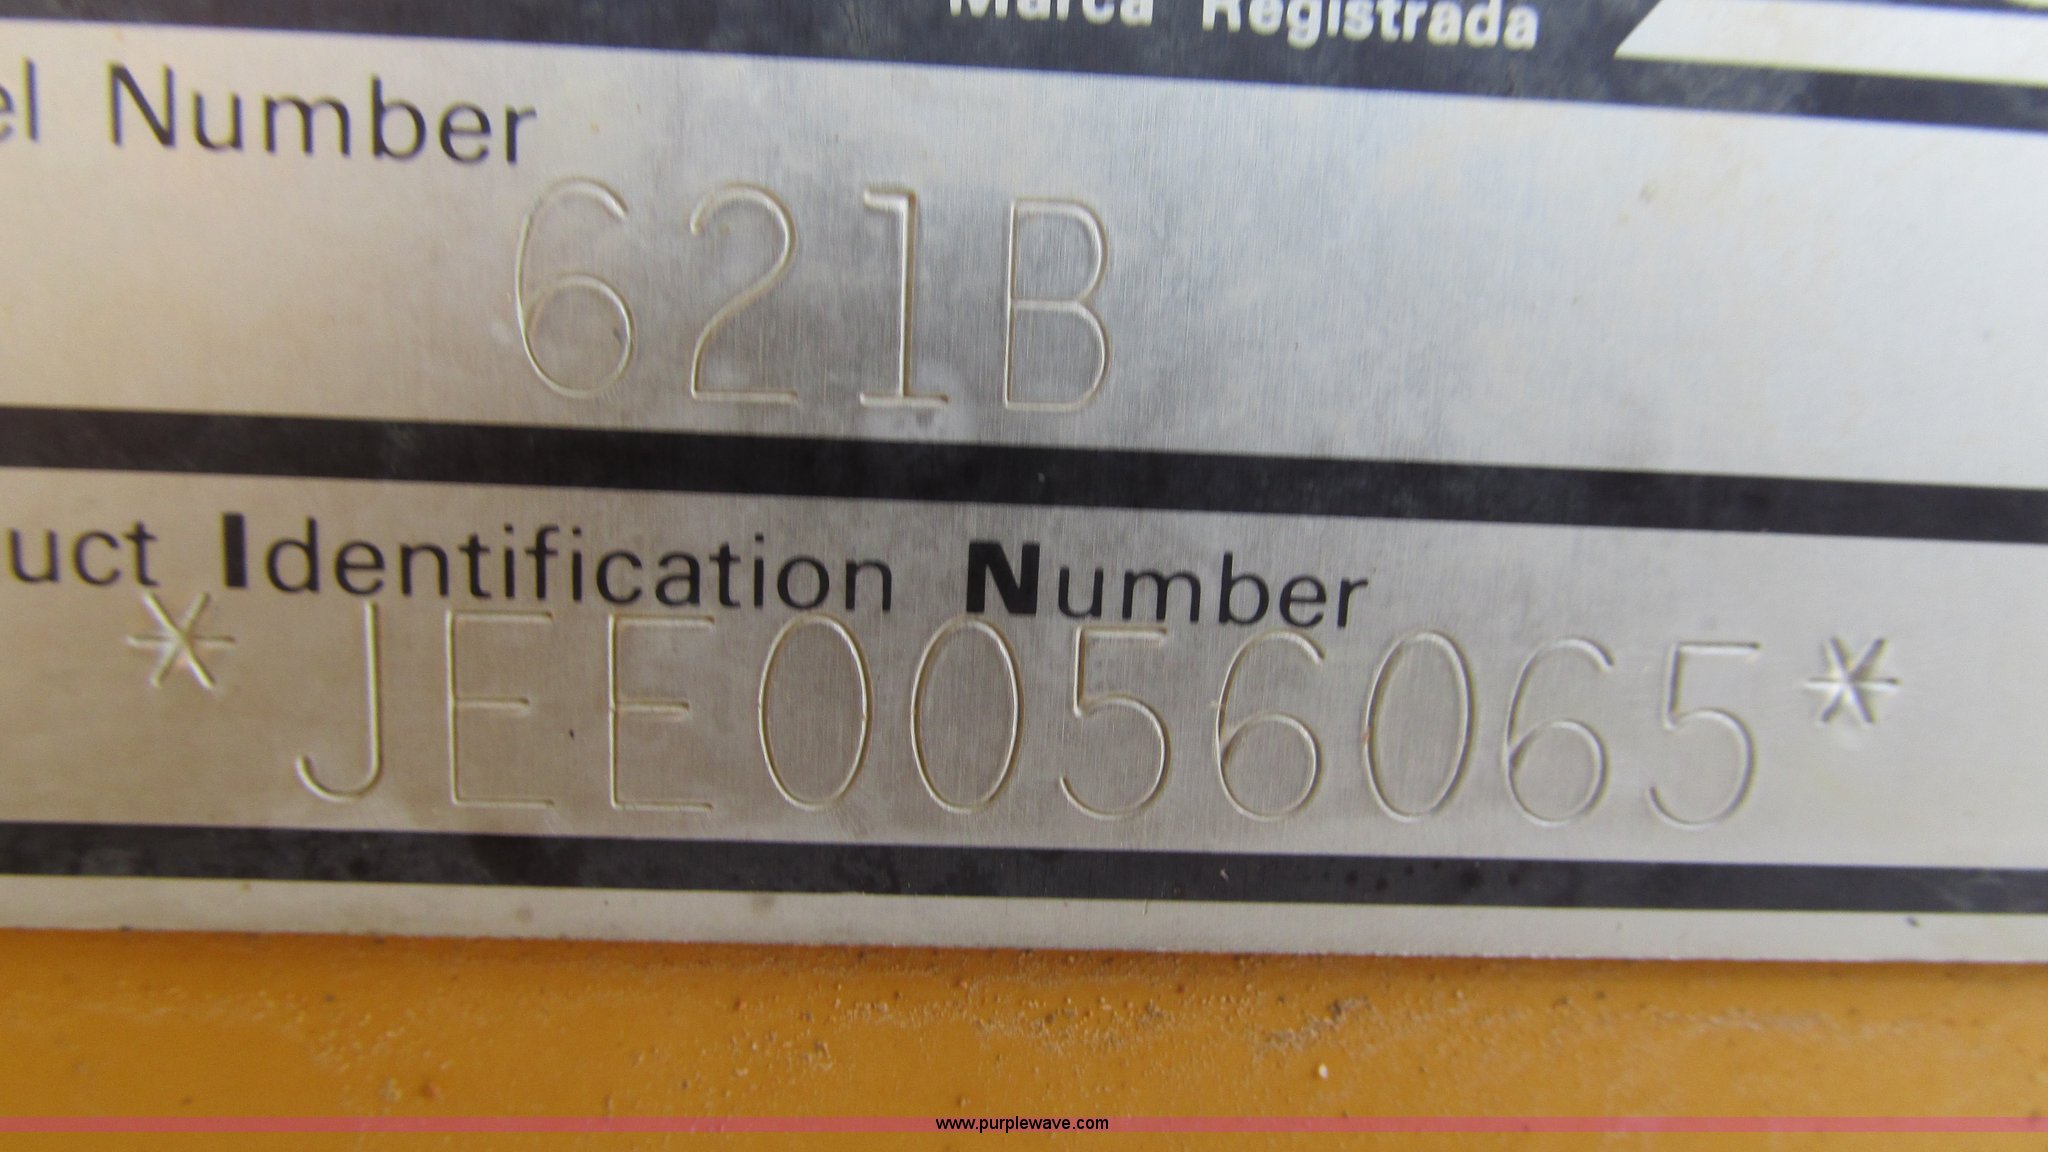 Marca Registrada
el Number
621B
uct Identification Number
*JEE0056065*
www.purplewave.com